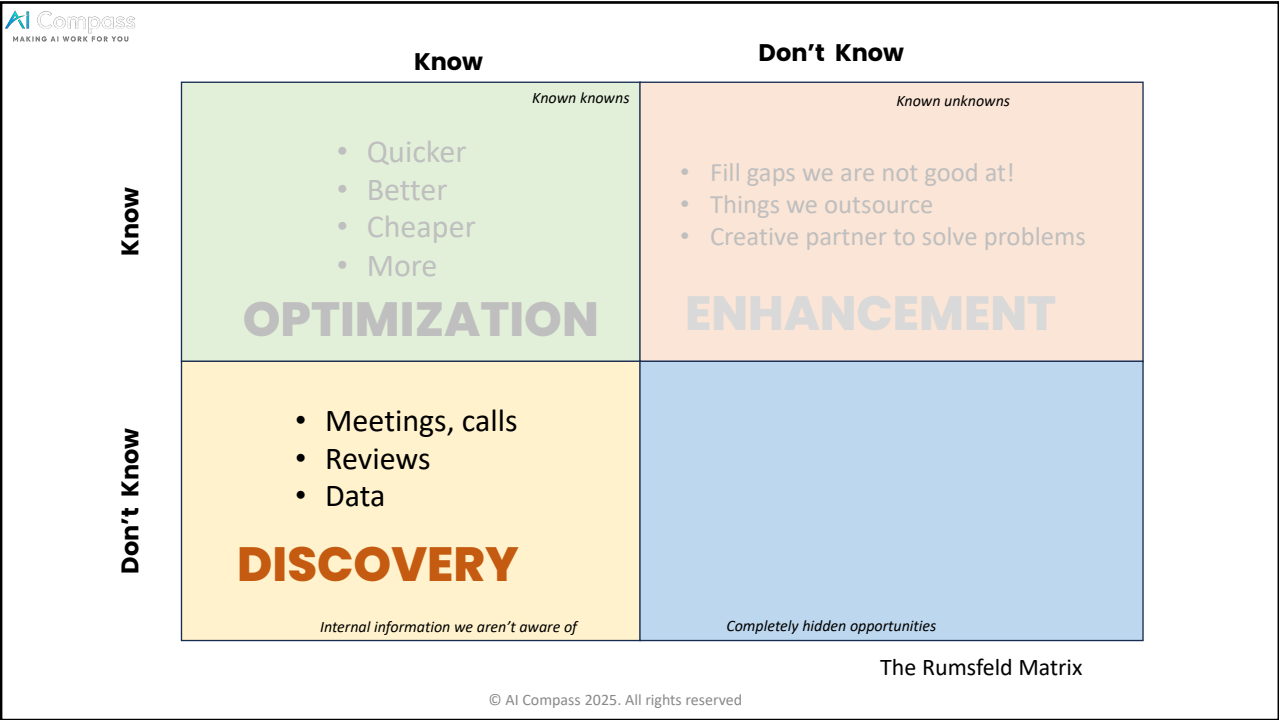 AI Compass
MAKING AI WORK FOR YOU
Know
Don't Know
Know
Known knowns
• Quicker
• Better
• Cheaper
• More
OPTIMIZATION
Known unknowns
• Fill gaps we are not good at!
• Things we outsource
• Creative partner to solve problems
ENHANCEMENT
Don't Know
• Meetings, calls
• Reviews
• Data
DISCOVERY
Internal information we aren't aware of
Completely hidden opportunities
The Rumsfeld Matrix
© AI Compass 2025. All rights reserved